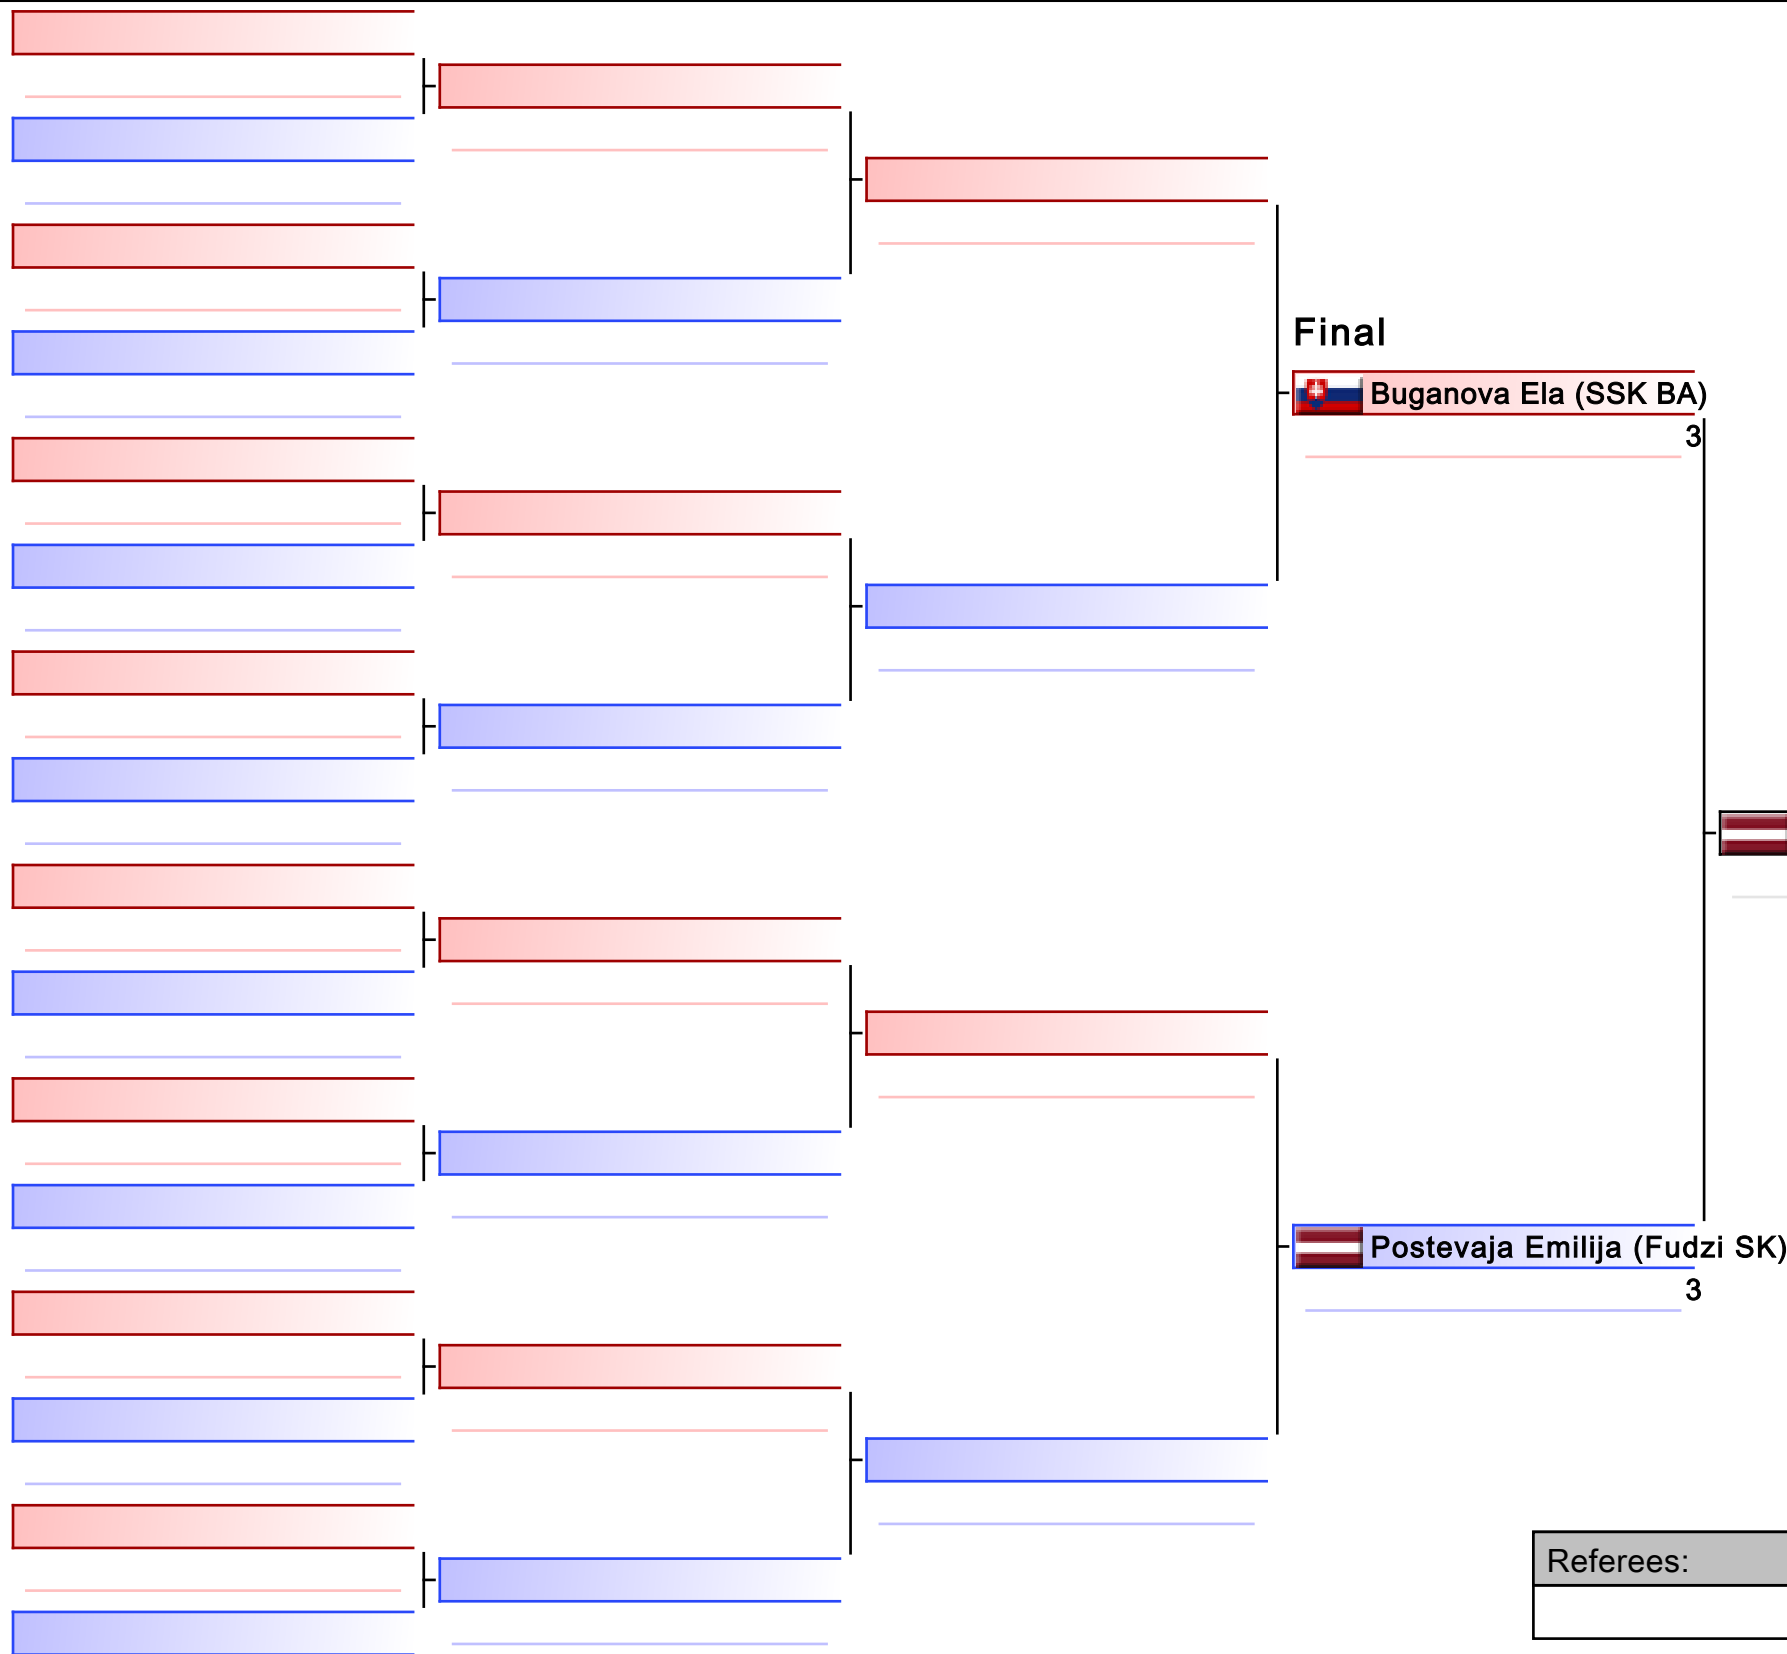 Final
Buganova Ela (SSK BA)
3
Postevaja Emilija (Fudzi SK)
3
Referees: